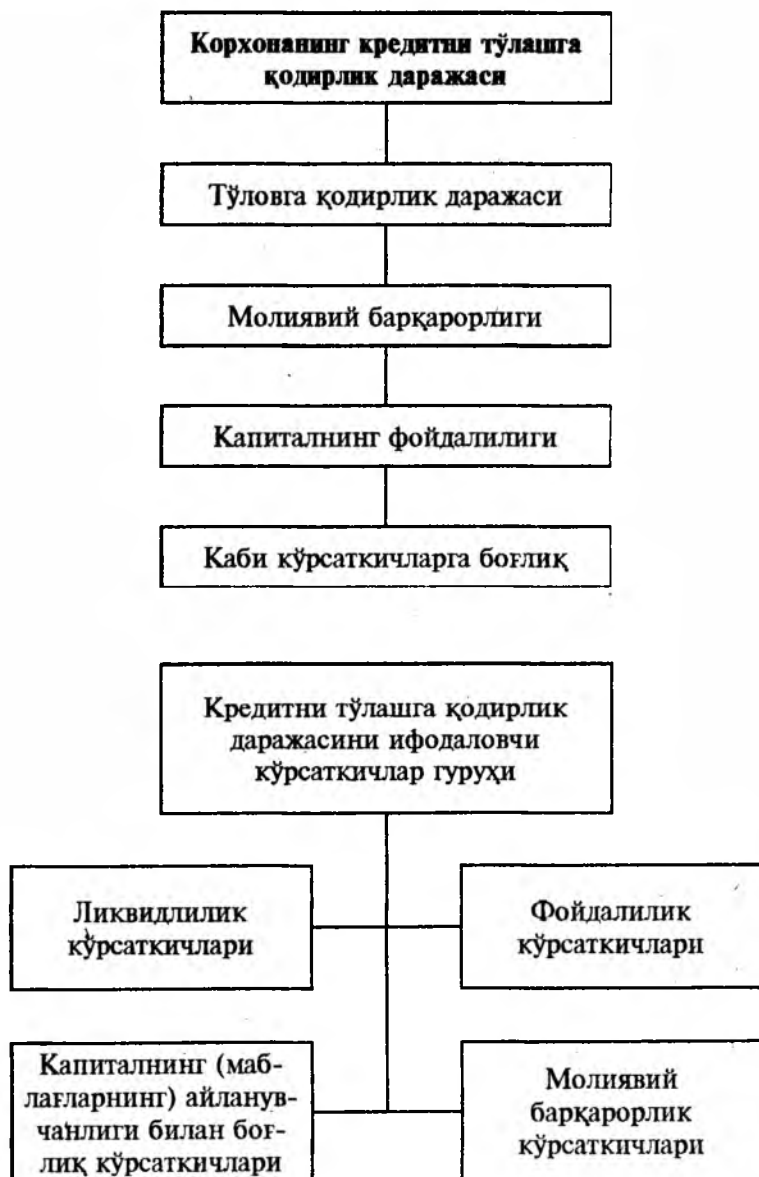 Корхонанинг кредитни тўлашга
қодирлик даражаси
Тўловга қодирлик даражаси
Молиявий барқарорлиги
Капиталнинг фойдалилиги
Каби кўрсаткичларга боғлиқ
Кредитни тўлашга қодирлик
даражасини ифодаловчи
кўрсаткичлар гуруҳи
Ликвидлилик
кўрсаткичлари
Фойдалилик
кўрсаткичлари
Капиталнинг (маб-
лағларнинг) айланув-
чанлиги билан боғ-
лиқ кўрсаткичлари
Молиявий
барқарорлик
кўрсаткичлари